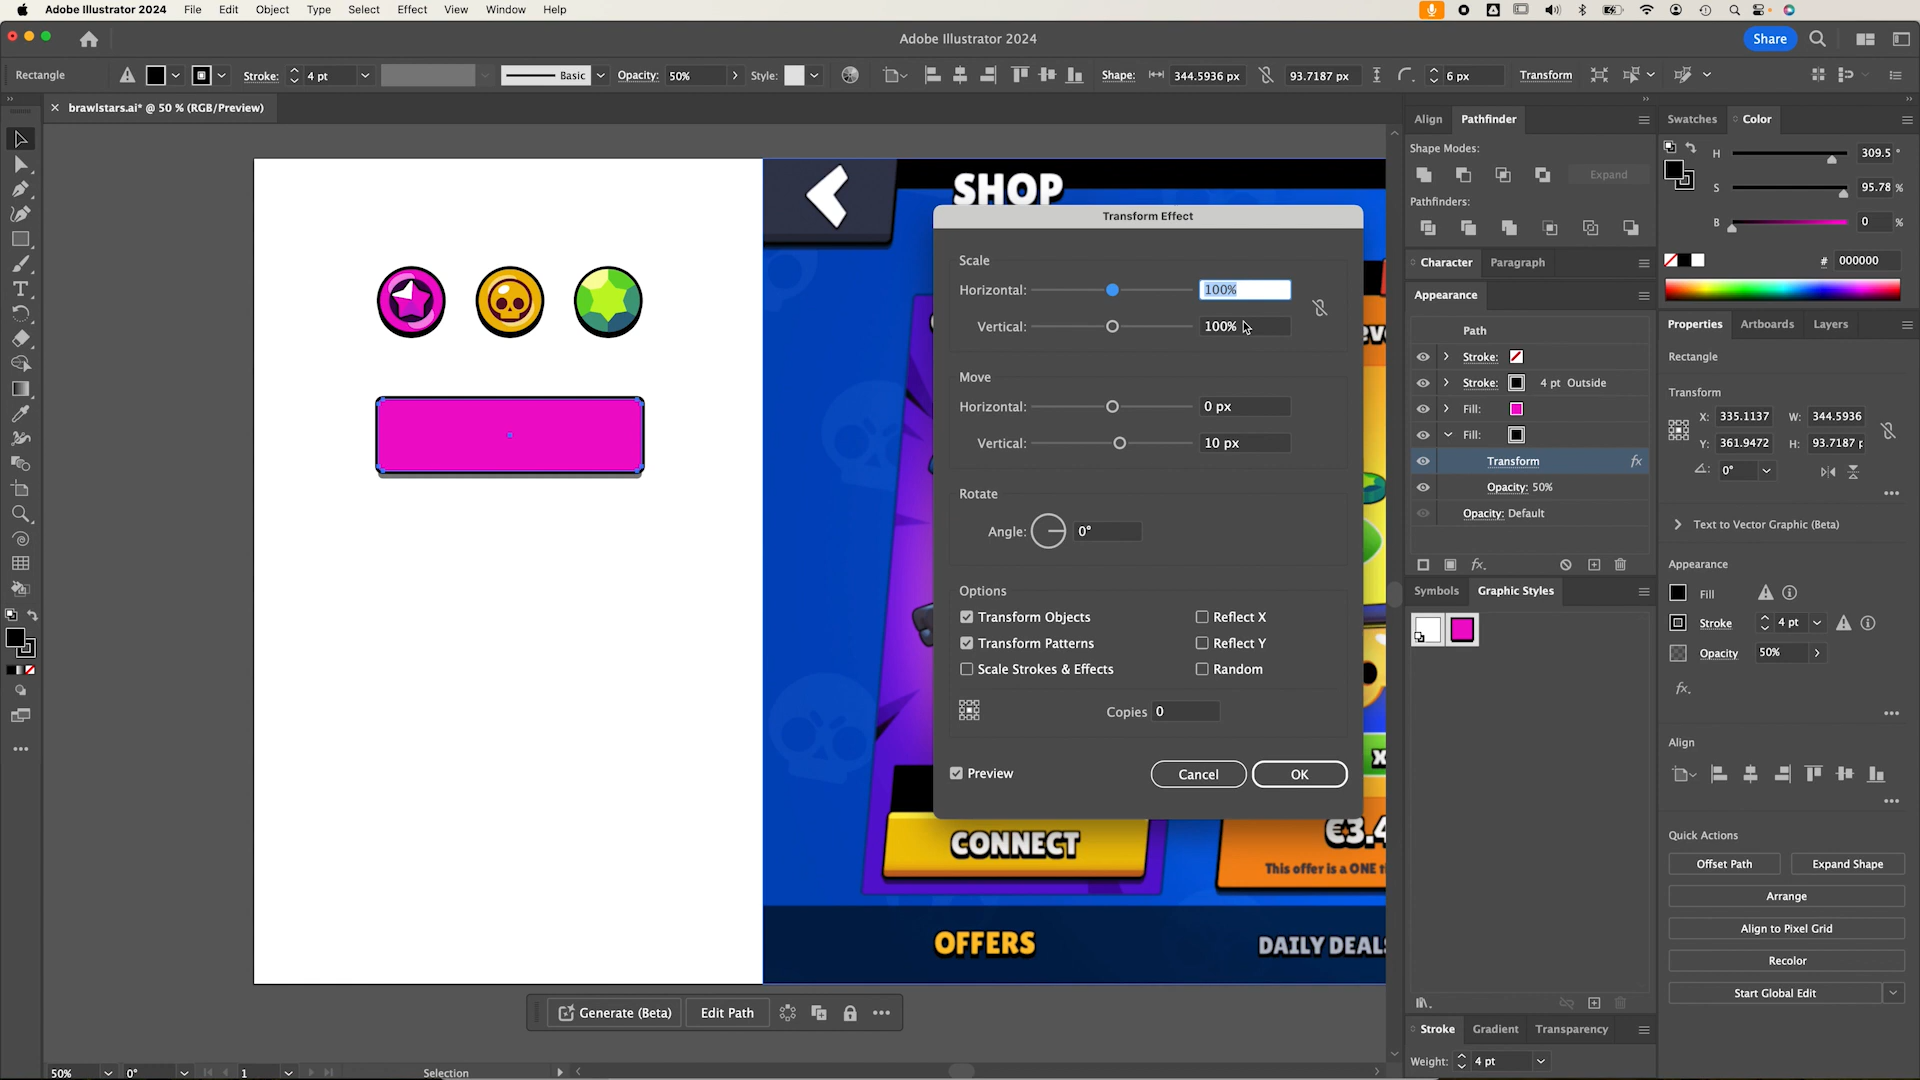 Adobe Illustrator 2024 File Edit Object Type Select Effect View Window Help
Adobe Illustrator 2024
Share
Rectangle Stroke: 4 pt Basic Opacity: 50% Style: Shape: 344.5936 px 93.7187 px 6 px Transform
brawlstars.ai* @ 50 % (RGB/Preview)
SHOP
Transform Effect
Scale
Horizontal: 100%
Vertical: 100%
Move
Horizontal: 0 px
Vertical: 10 px
Rotate
Angle: 0°
Options
Transform Objects Reflect X
Transform Patterns Reflect Y
Scale Strokes & Effects Random
Copies 0
Preview Cancel OK
CONNECT
€3.4
This offer is a ONE t
OFFERS DAILY DEALS
Generate (Beta) Edit Path
50% 0° 1 Selection
Align Pathfinder
Shape Modes:
Expand
Pathfinders:
Character Paragraph
Appearance
Path
Stroke:
Stroke: 4 pt Outside
Fill:
Fill:
Transform
Opacity: 50%
Opacity: Default
Symbols Graphic Styles
Stroke Gradient Transparency
Weight: 4 pt
Swatches Color
H 309.5 °
S 95.78 %
B 0 %
# 000000
Properties Artboards Layers
Rectangle
Transform
X: 335.1137 W: 344.5936
Y: 361.9472 H: 93.7187 p
0°
Text to Vector Graphic (Beta)
Appearance
Fill
Stroke 4 pt
Opacity 50%
fx.
Align
Quick Actions
Offset Path Expand Shape
Arrange
Align to Pixel Grid
Recolor
Start Global Edit